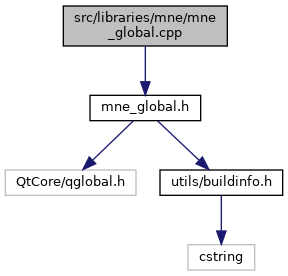 src/libraries/mne/mne
_global.cpp
mne_global.h
QtCore/qglobal.h
utils/buildinfo.h
cstring